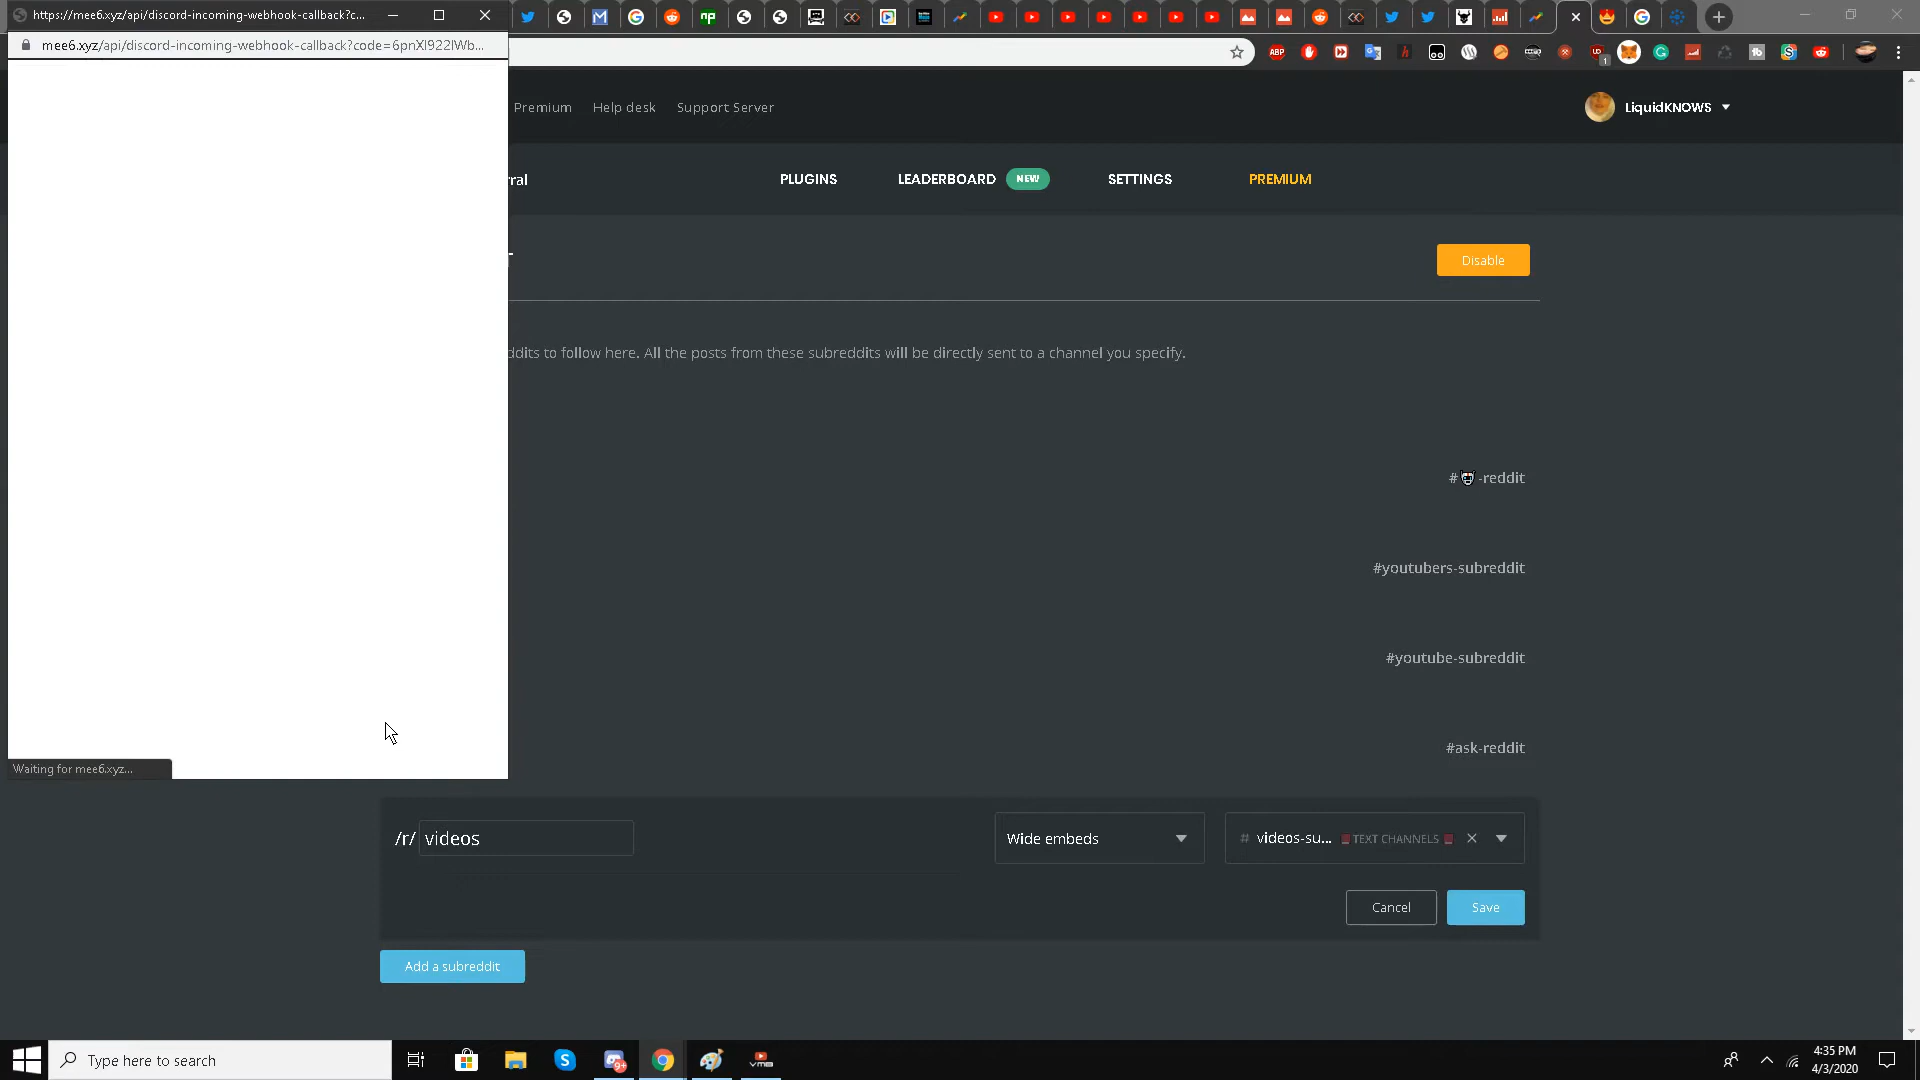 https://mee6.xyz/api/discord-incoming-webhook-callback?c...
mee6.xyz/api/discord-incoming-webhook-callback?code=6pnXl922lWb...
Premium Help desk Support Server
LiquidKNOWS
rral
PLUGINS LEADERBOARD NEW SETTINGS PREMIUM
Disable
ddits to follow here. All the posts from these subreddits will be directly sent to a channel you specify.
# -reddit
#youtubers-subreddit
#youtube-subreddit
#ask-reddit
Waiting for mee6.xyz...
/r/ videos
Wide embeds
# videos-su... TEXT CHANNELS
Cancel Save
Add a subreddit
Type here to search
4:35 PM
4/3/2020